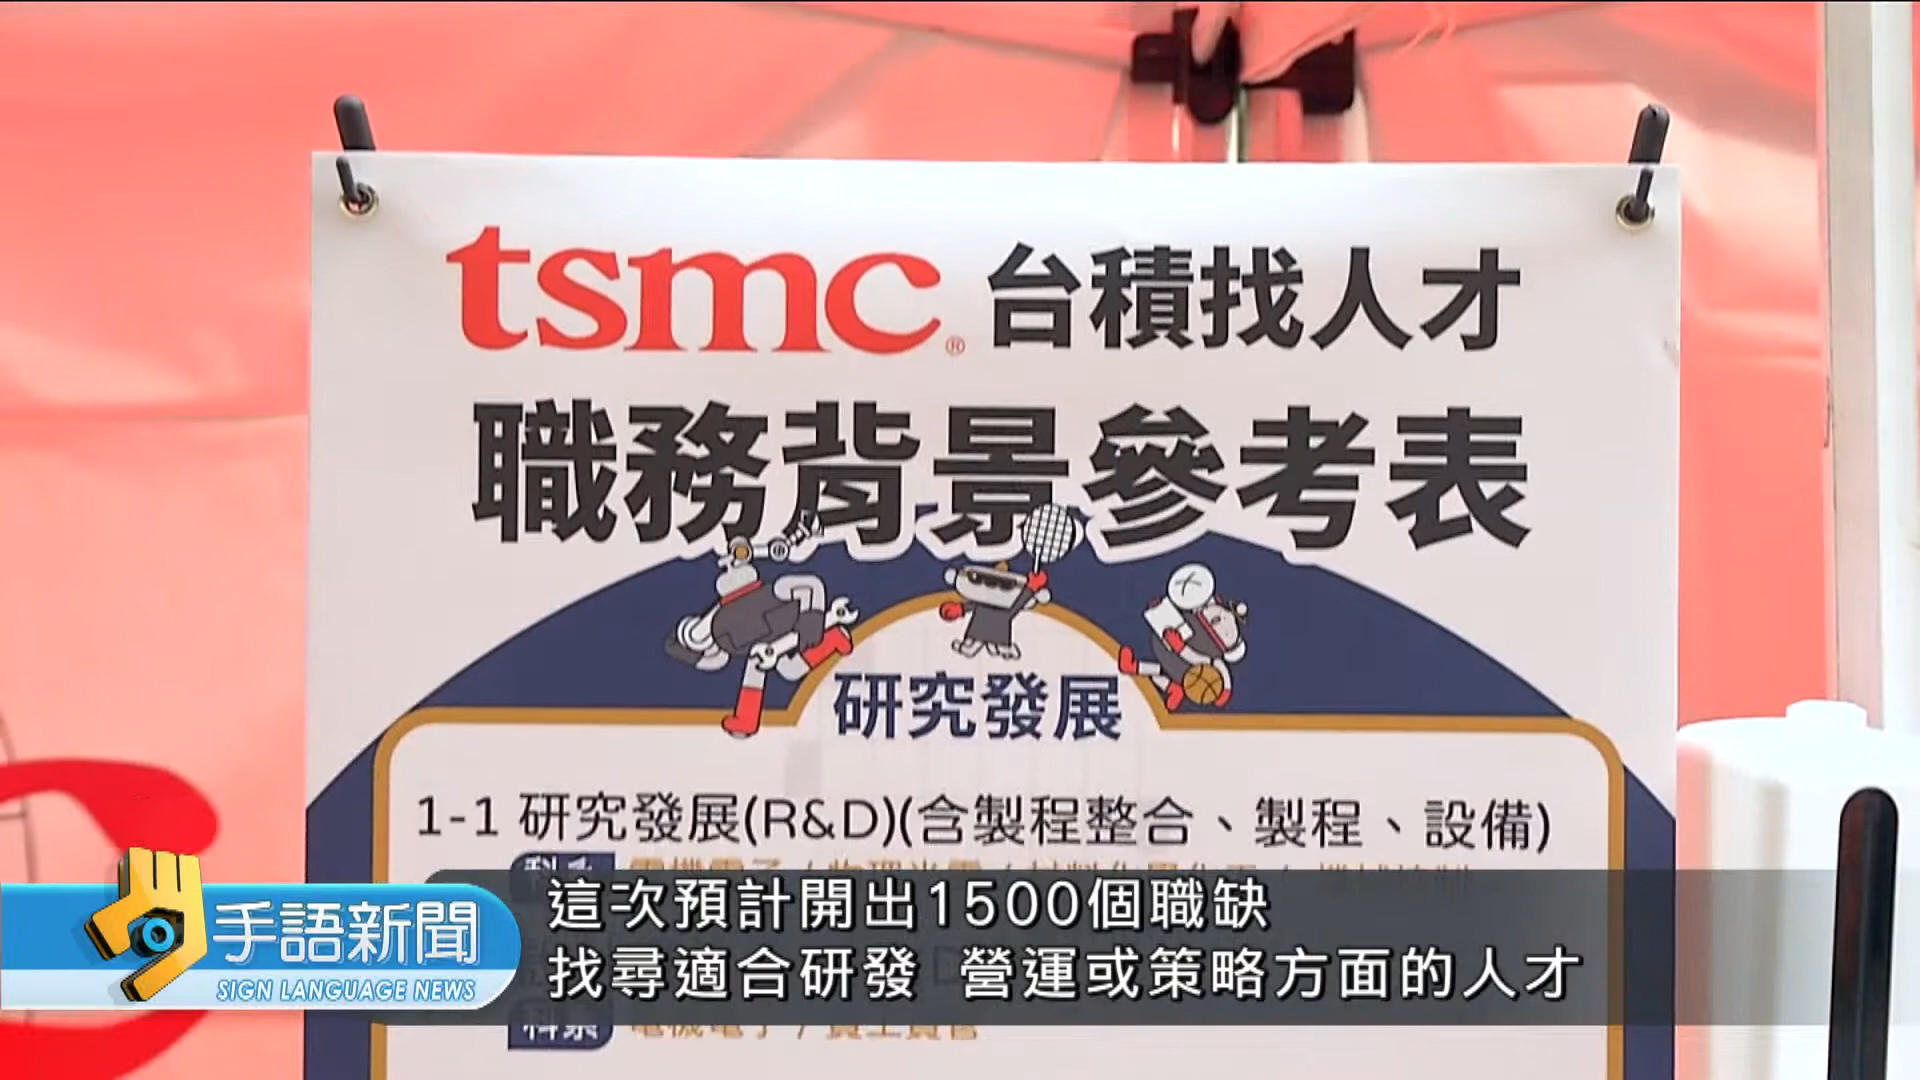 tsmc® 台積找人才
職務背景參考表
研究發展
1-1 研究發展(R&D)(含製程整合、製程、設備)
這次預計開出1500個職缺
找尋適合研發 營運或策略方面的人才
手語新聞
SIGN LANGUAGE NEWS
科系